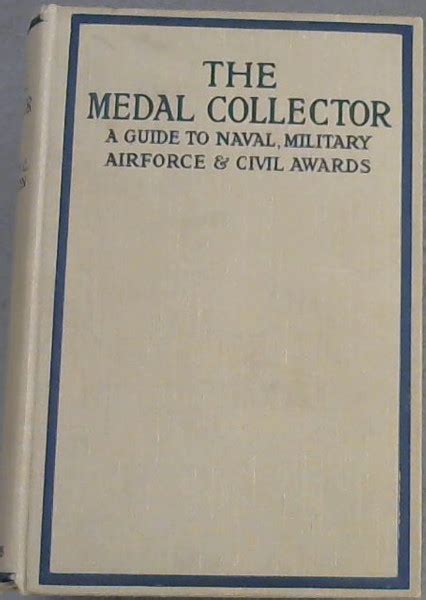 THE
MEDAL COLLECTOR
A GUIDE TO NAVAL, MILITARY
AIRFORCE & CIVIL AWARDS